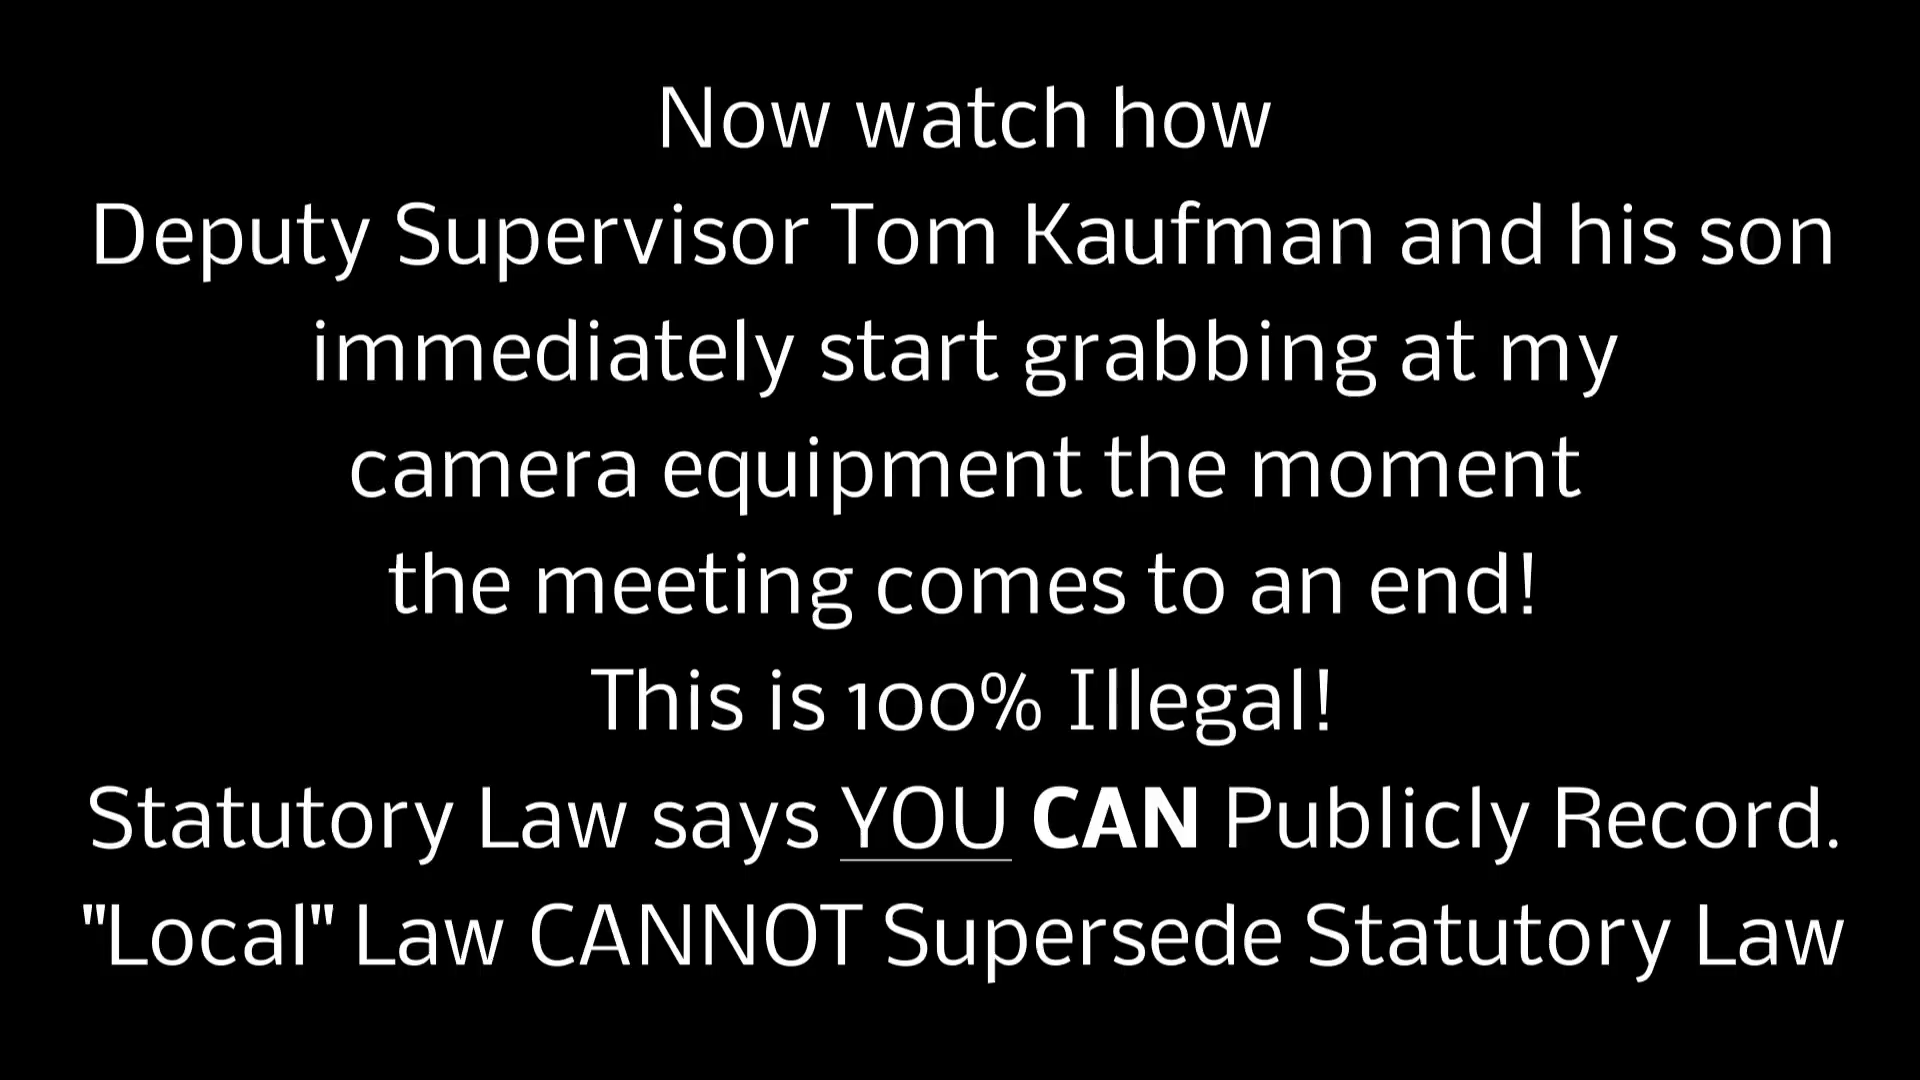 Now watch how
Deputy Supervisor Tom Kaufman and his son
immediately start grabbing at my
camera equipment the moment
the meeting comes to an end!
This is 100% Illegal!
Statutory Law says YOU CAN Publicly Record.
"Local" Law CANNOT Supersede Statutory Law